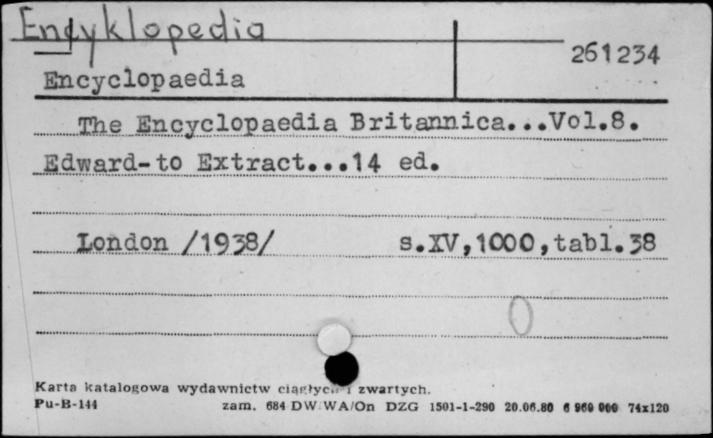 Encyklopedia
261234
Encyclopaedia
The Encyclopaedia Britannica...Vol.8.
Edward-to Extract...14 ed.
London /1938/ s.XV,1000,tabl.38
Karta katalogowa wydawnictw ciągłych i zwartych.
Pu-B-144 zam. 684 DW WA/On DZG 1501-1-290 20.06.80 6 960 000 74x120